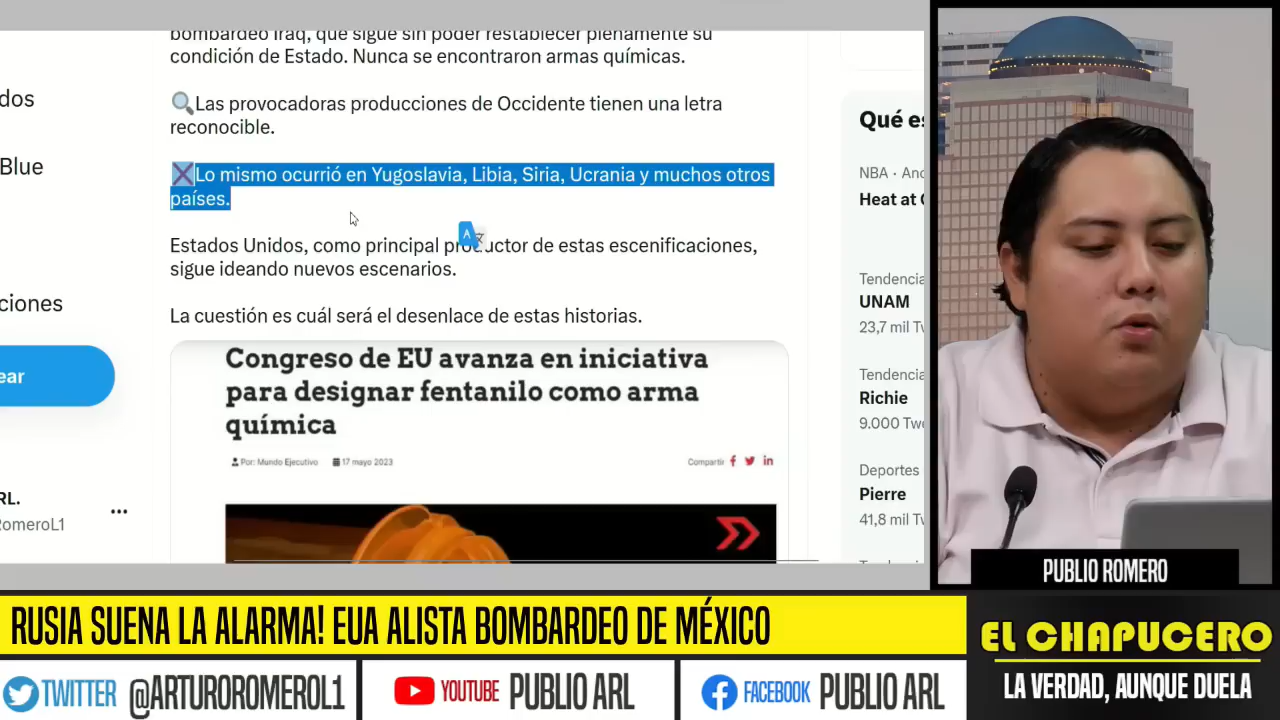 bombardeó Iraq, que sigue sin poder restablecer plenamente su
condición de Estado. Nunca se encontraron armas químicas.
Las provocadoras producciones de Occidente tienen una letra
reconocible.
Lo mismo ocurrió en Yugoslavia, Libia, Siria, Ucrania y muchos otros
países.
Estados Unidos, como principal productor de estas escenificaciones,
sigue ideando nuevos escenarios.
La cuestión es cuál será el desenlace de estas historias.
Congreso de EU avanza en iniciativa
para designar fentanilo como arma
química
Por: Mundo Ejecutivo 17 mayo 2023
Compartir
dos
Blue
ciones
ear
RL.
RomeroL1
Qué es
NBA · Ano
Heat at C
Tendencia
UNAM
23,7 mil Tw
Tendencia
Richie
9.000 Twe
Deportes
Pierre
41,8 mil Tw
PUBLIO ROMERO
RUSIA SUENA LA ALARMA! EUA ALISTA BOMBARDEO DE MÉXICO
EL CHAPUCERO
LA VERDAD, AUNQUE DUELA
TWITTER @ARTUROROMEROL1
YOUTUBE PUBLIO ARL
FACEBOOK PUBLIO ARL